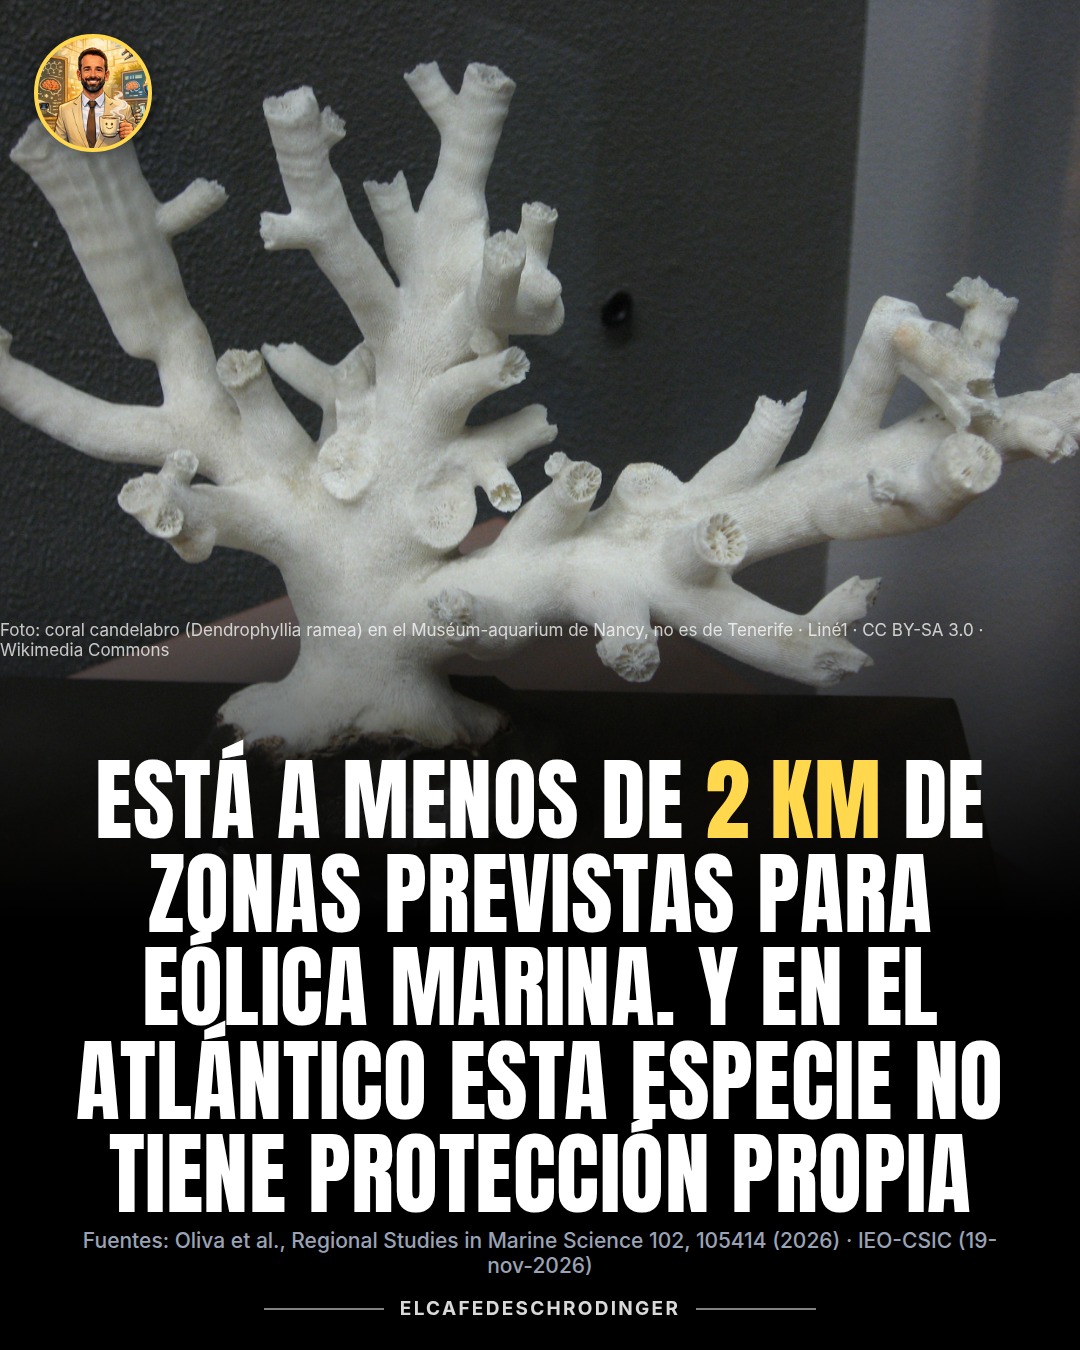 Foto: coral candelabro (Dendrophyllia ramea) en el Muséum-aquarium de Nancy, no es de Tenerife · Liné1 · CC BY-SA 3.0 ·
Wikimedia Commons
ESTÁ A MENOS DE 2 KM DE
ZONAS PREVISTAS PARA
EÓLICA MARINA. Y EN EL
ATLÁNTICO ESTA ESPECIE NO
TIENE PROTECCIÓN PROPIA
Fuentes: Oliva et al., Regional Studies in Marine Science 102, 105414 (2026) · IEO-CSIC (19-
nov-2026)
ELCAFEDESCHRODINGER